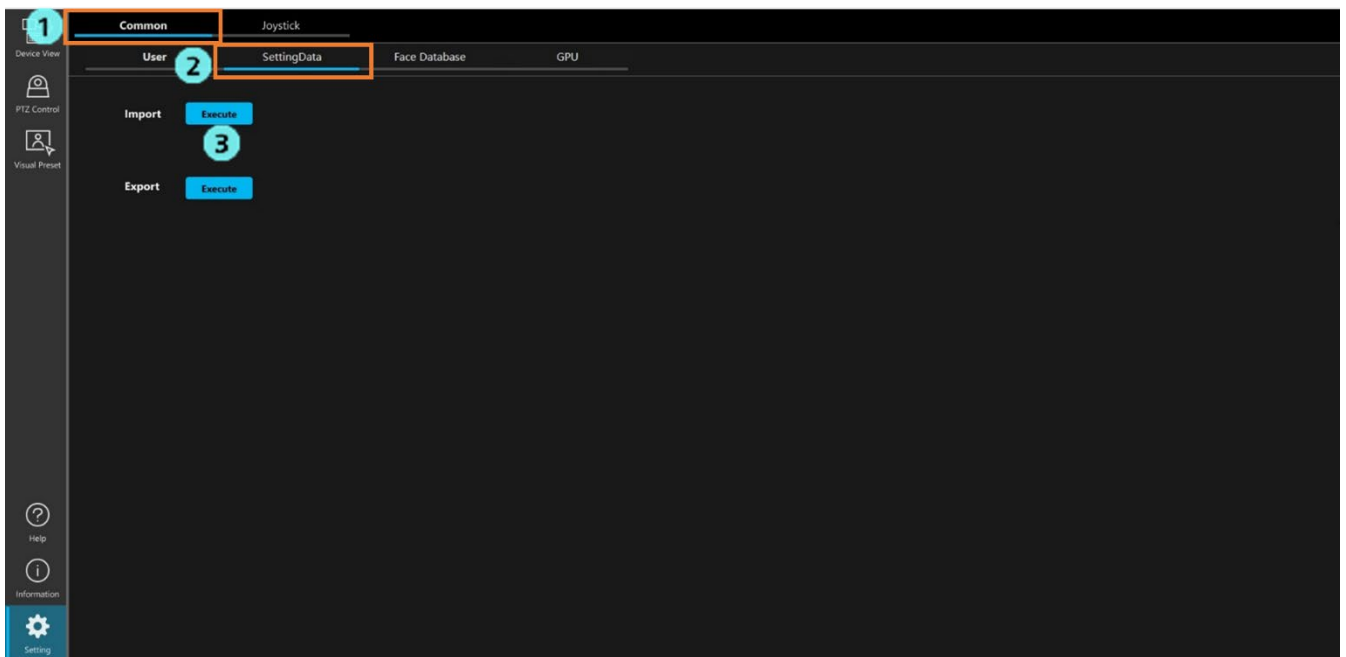 1
Common
Joystick
Device View
User
2
SettingData
Face Database
GPU
PTZ Control
Import
Execute
3
Visual Preset
Export
Execute
Help
Information
Setting